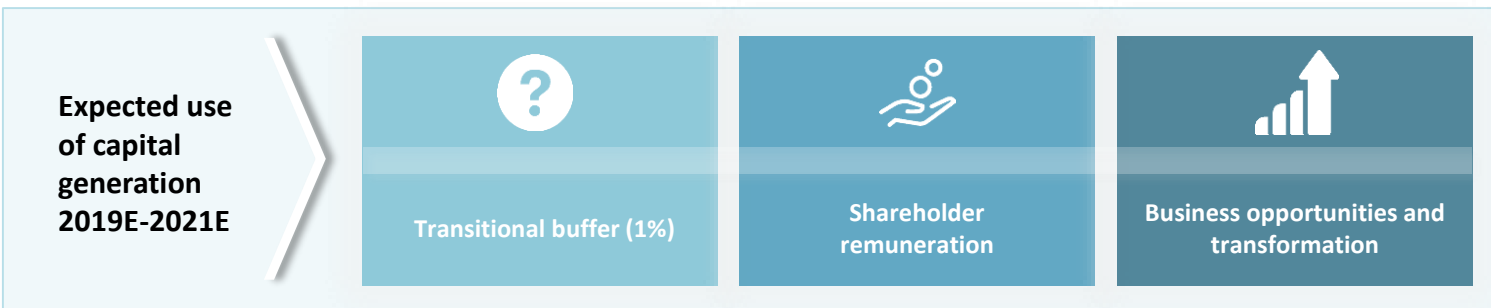 Expected use
of capital
generation
2019E-2021E
?
Transitional buffer (1%)
Shareholder
remuneration
Business opportunities and
transformation